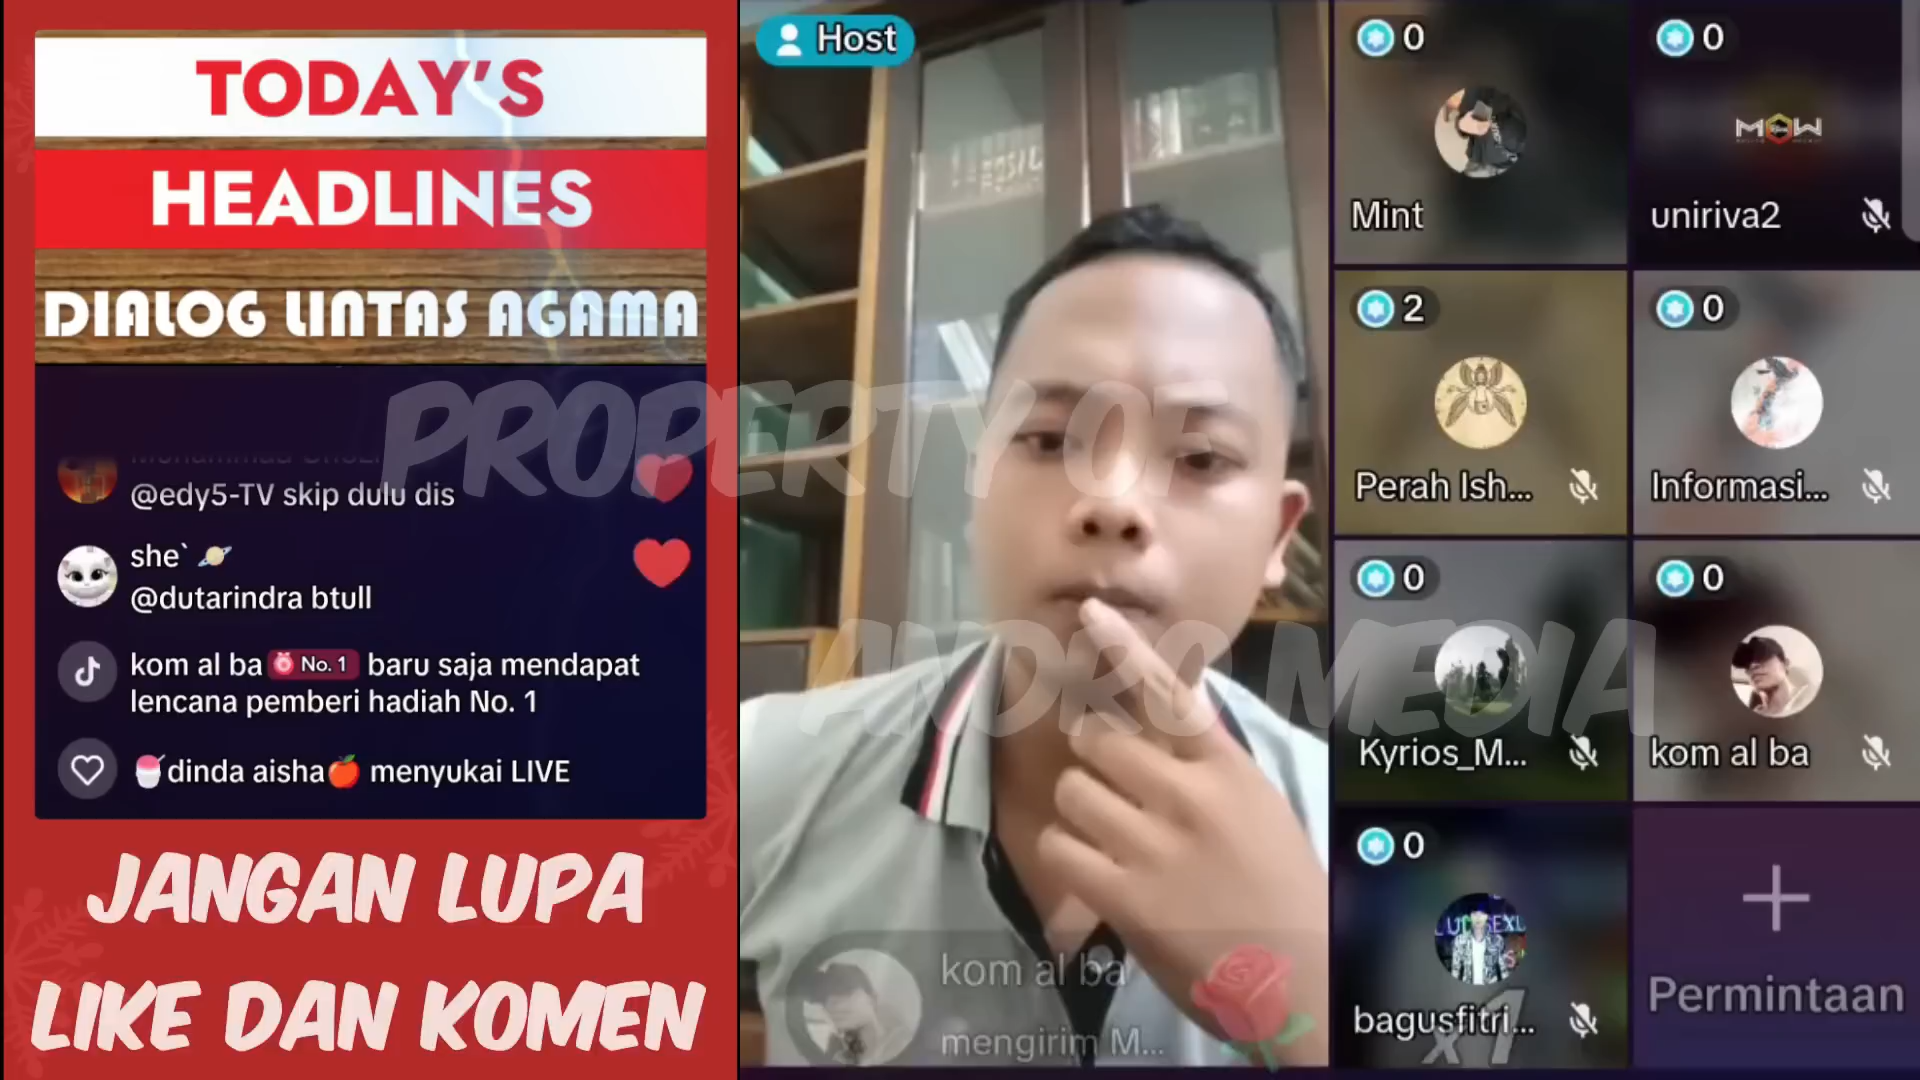 TODAY'S
HEADLINES
DIALOG LINTAS AGAMA
@edy5-TV skip dulu dis
she`
@dutarindra btull
kom al ba No. 1 baru saja mendapat
lencana pemberi hadiah No. 1
dinda aisha menyukai LIVE
JANGAN LUPA
LIKE DAN KOMEN
PROPERTY OF
ANDRO MEDIA
Host
kom al ba
mengirim M...
x1
0
Mint
0
MOW
uniriva2
2
Perah Ish...
0
Informasi...
0
Kyrios_M...
0
kom al ba
0
bagusfitri...
Permintaan